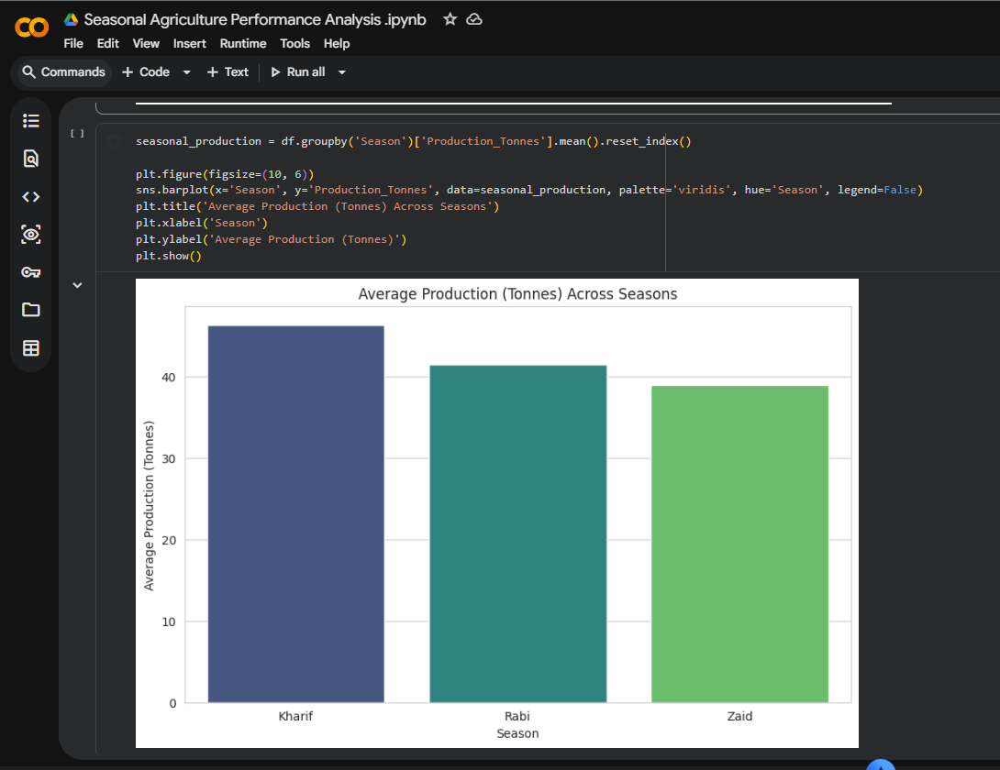 Seasonal Agriculture Performance Analysis .ipynb
File Edit View Insert Runtime Tools Help
Commands + Code + Text Run all
[ ]
seasonal_production = df.groupby('Season')['Production_Tonnes'].mean().reset_index()
plt.figure(figsize=(10, 6))
sns.barplot(x='Season', y='Production_Tonnes', data=seasonal_production, palette='viridis', hue='Season', legend=False)
plt.title('Average Production (Tonnes) Across Seasons')
plt.xlabel('Season')
plt.ylabel('Average Production (Tonnes)')
plt.show()
Average Production (Tonnes) Across Seasons
Average Production (Tonnes)
40
30
20
10
0
Kharif Rabi Zaid
Season